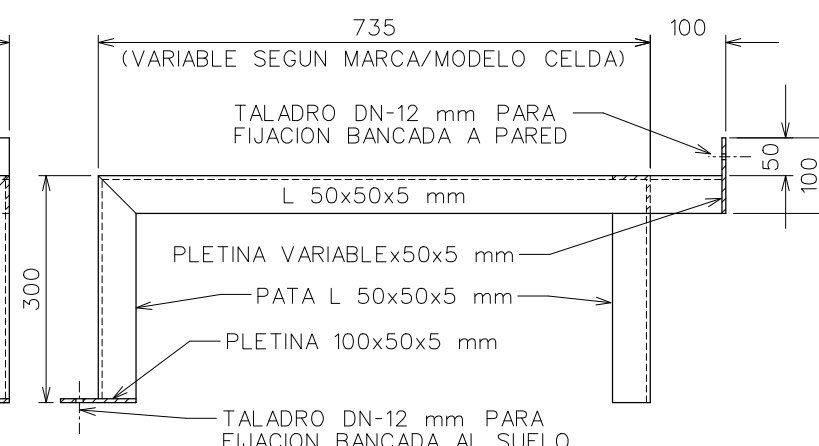 735
100
(VARIABLE SEGUN MARCA/MODELO CELDA)
TALADRO DN-12 mm PARA
FIJACION BANCADA A PARED
50
100
L 50x50x5 mm
PLETINA VARIABLEx50x5 mm
300
PATA L 50x50x5 mm
PLETINA 100x50x5 mm
TALADRO DN-12 mm PARA
FIJACION BANCADA AL SUELO